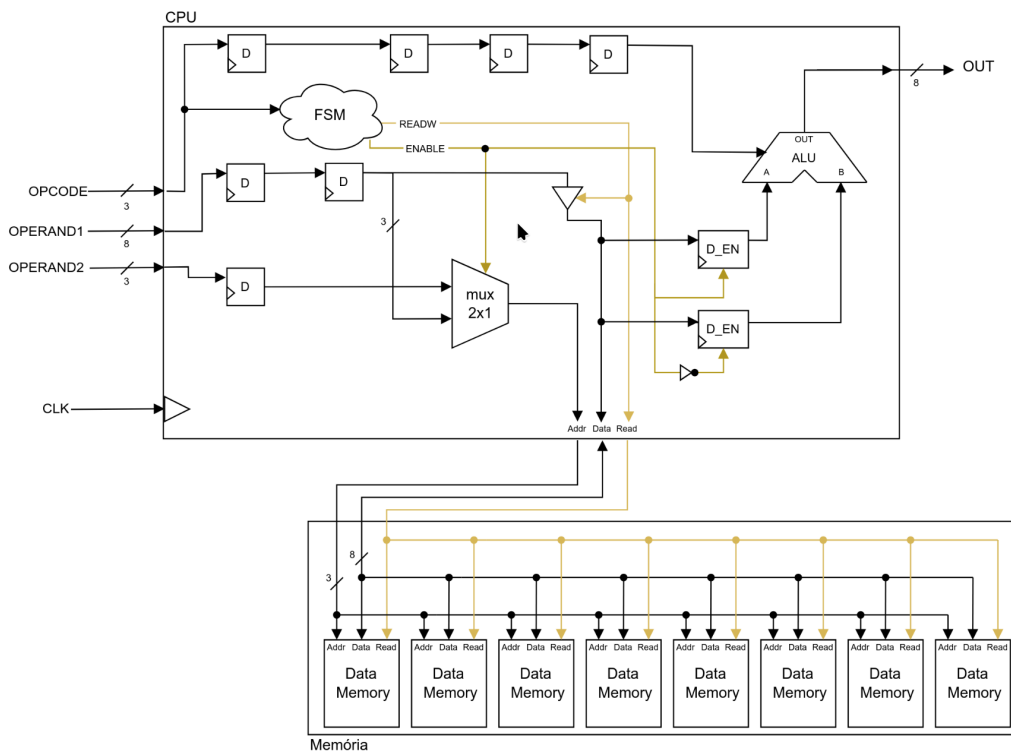 CPU
D
D
D
D
OUT
8
FSM
READW
ENABLE
OUT
ALU
A
B
OPCODE
3
D
D
OPERAND1
8
3
D_EN
OPERAND2
3
D
mux
2x1
D_EN
CLK
Addr
Data
Read
8
3
Addr Data Read
Addr Data Read
Addr Data Read
Addr Data Read
Addr Data Read
Addr Data Read
Addr Data Read
Addr Data Read
Data
Memory
Data
Memory
Data
Memory
Data
Memory
Data
Memory
Data
Memory
Data
Memory
Data
Memory
Memória